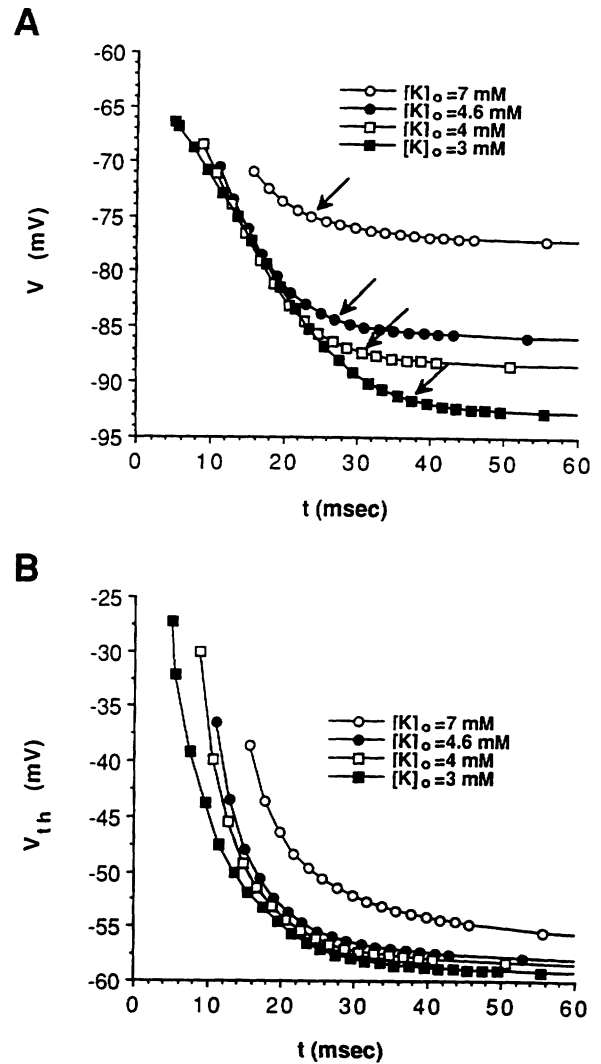 A
-60
-65
-70
-75
-80
-85
-90
-95
V (mV)
[K]o=7 mM
[K]o=4.6 mM
[K]o=4 mM
[K]o=3 mM
0 10 20 30 40 50 60
t (msec)
B
-25
-30
-35
-40
-45
-50
-55
-60
Vth (mV)
[K]o=7 mM
[K]o=4.6 mM
[K]o=4 mM
[K]o=3 mM
0 10 20 30 40 50 60
t (msec)